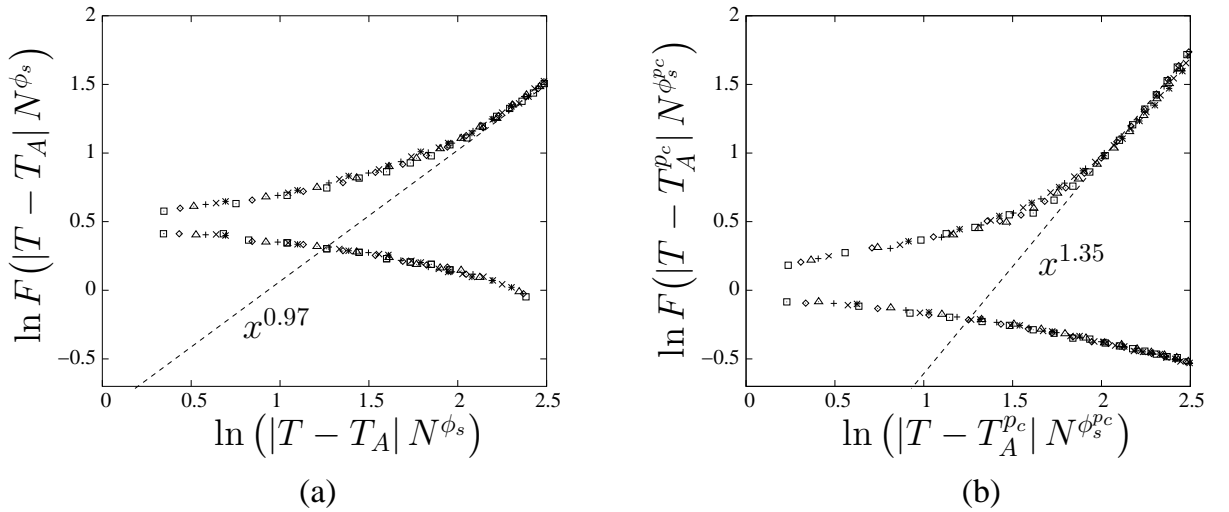 ln F (|T − T_A| N^{ϕ_s})
2
1.5
1
0.5
0
−0.5
0 0.5 1 1.5 2 2.5
x^{0.97}
ln (|T − T_A| N^{ϕ_s})
(a)
ln F (|T − T_A^{p_c}| N^{ϕ_s^{p_c}})
2
1.5
1
0.5
0
−0.5
0 0.5 1 1.5 2 2.5
x^{1.35}
ln (|T − T_A^{p_c}| N^{ϕ_s^{p_c}})
(b)